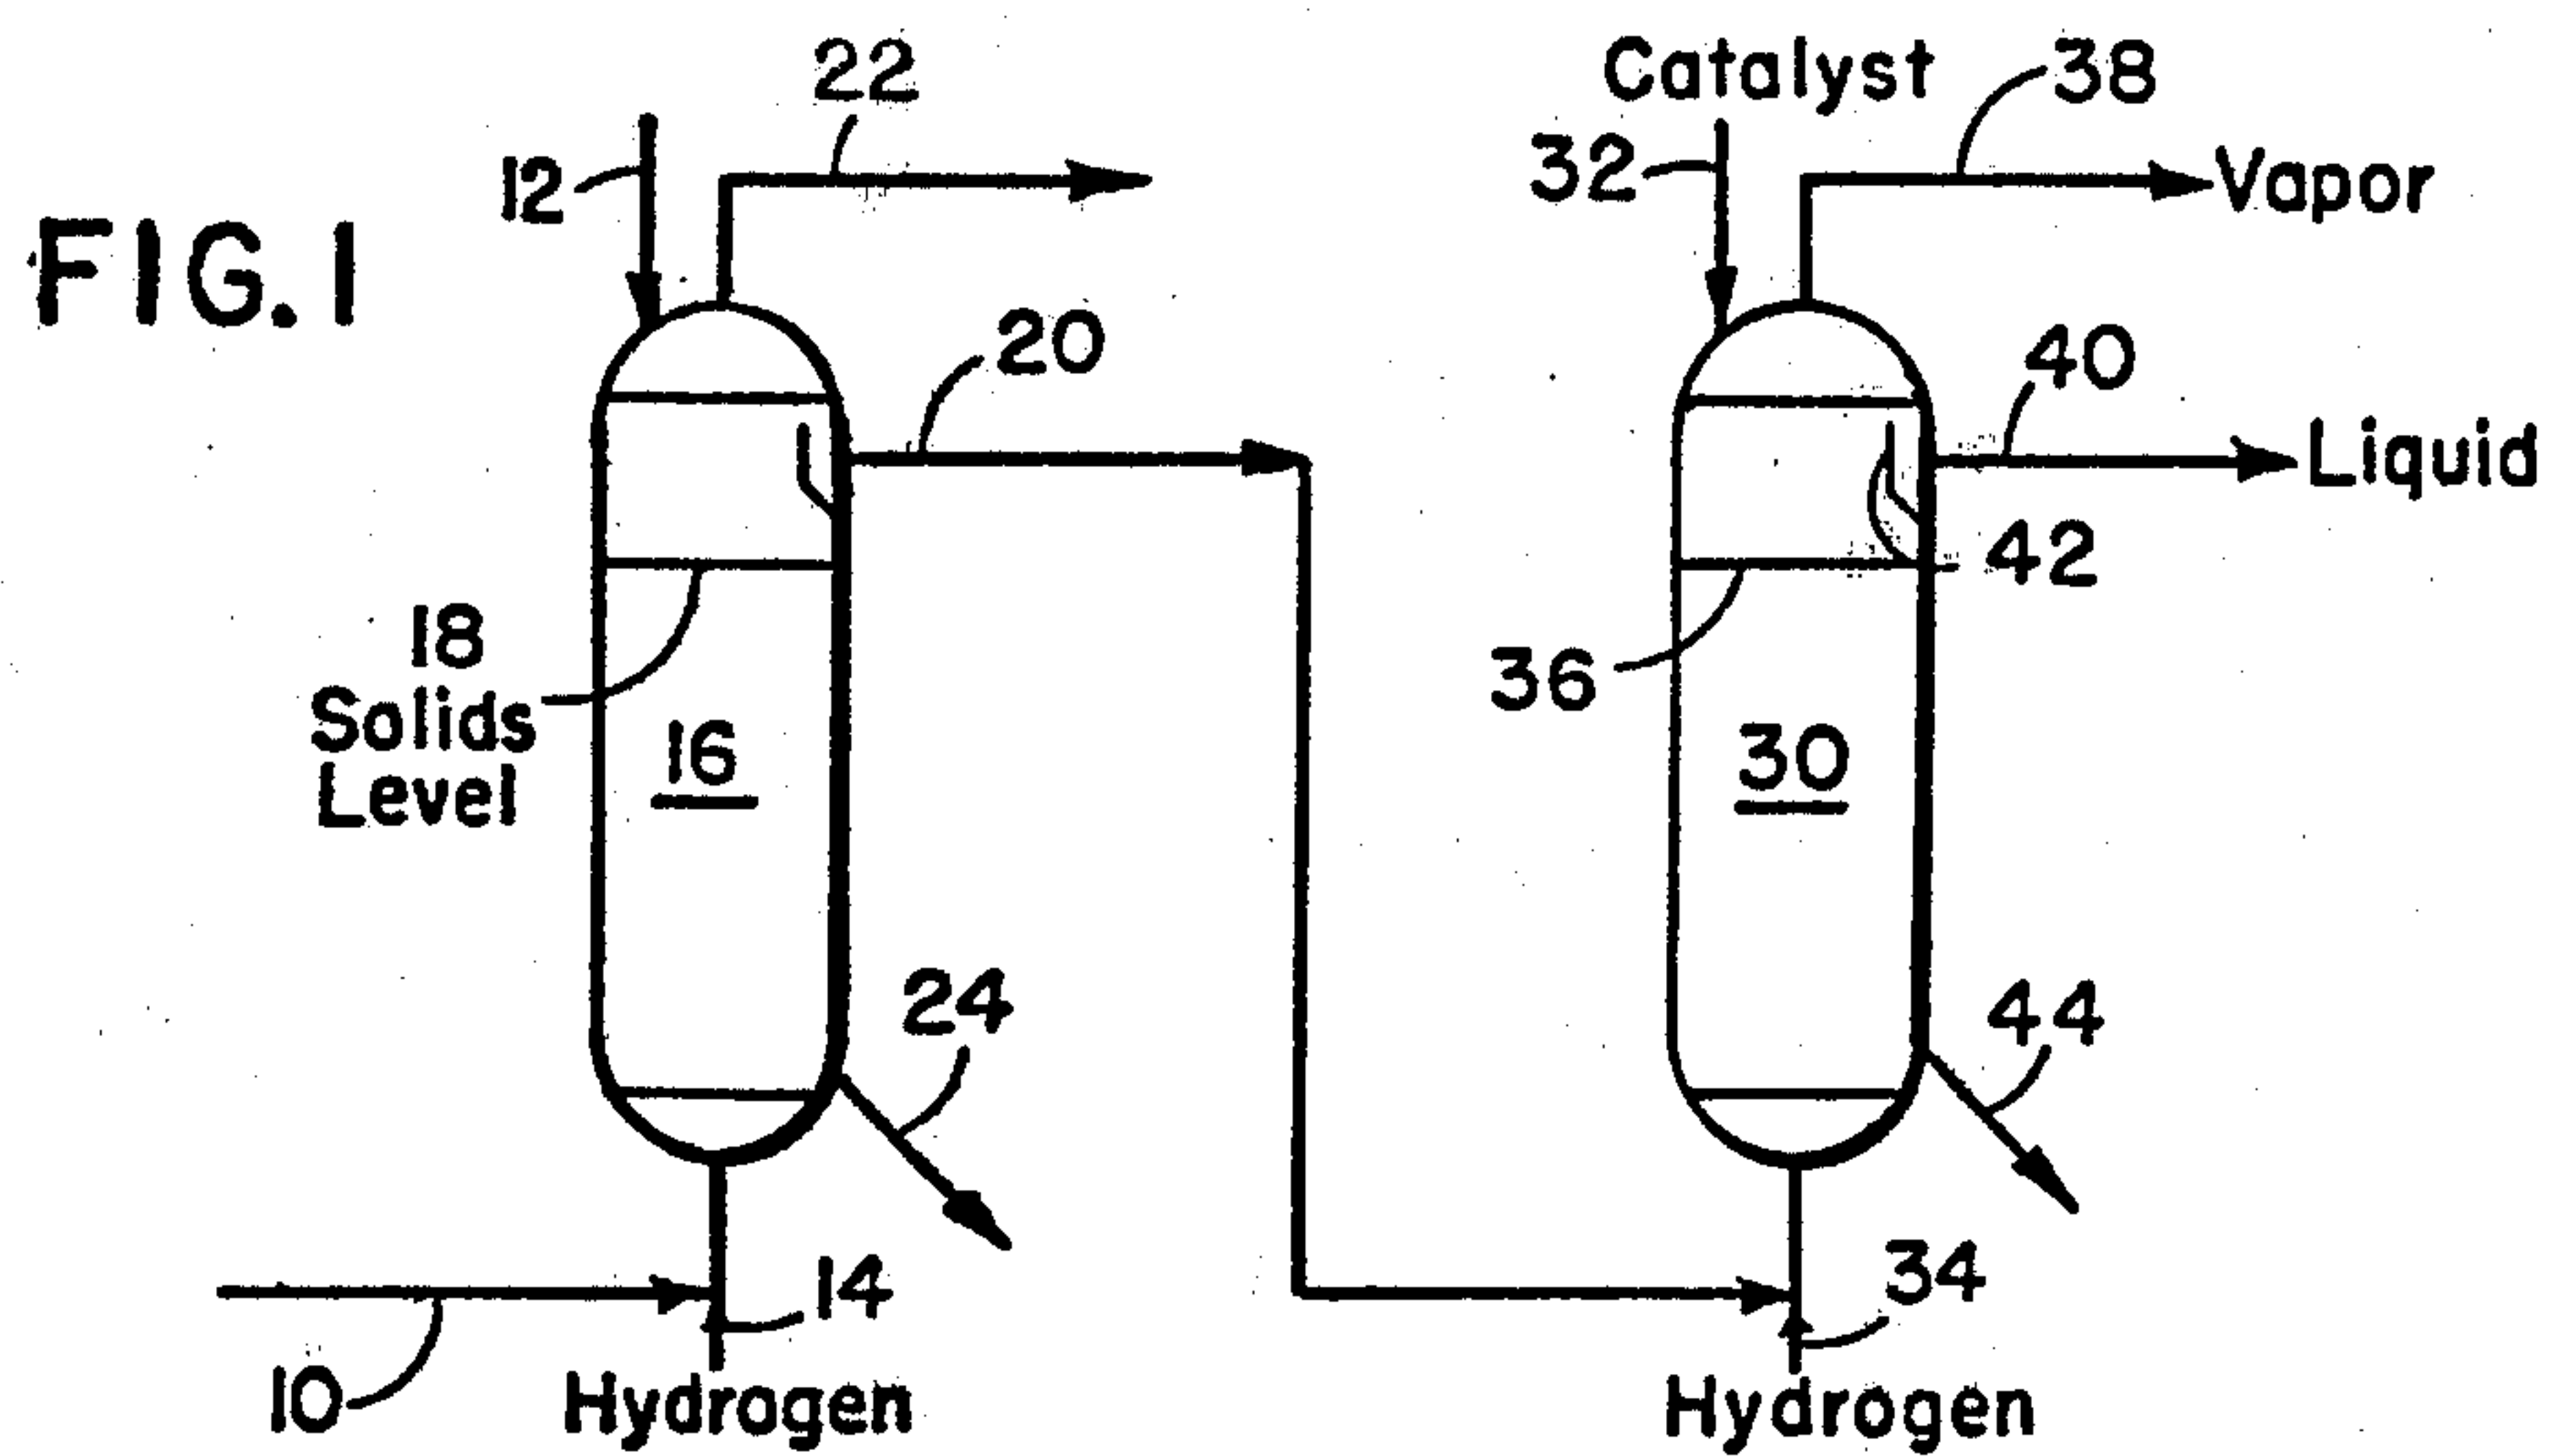 FIG. 1
22
12
20
18
Solids
Level
16
24
14
10
Hydrogen
Catalyst
38
32
Vapor
40
Liquid
42
36
30
44
34
Hydrogen